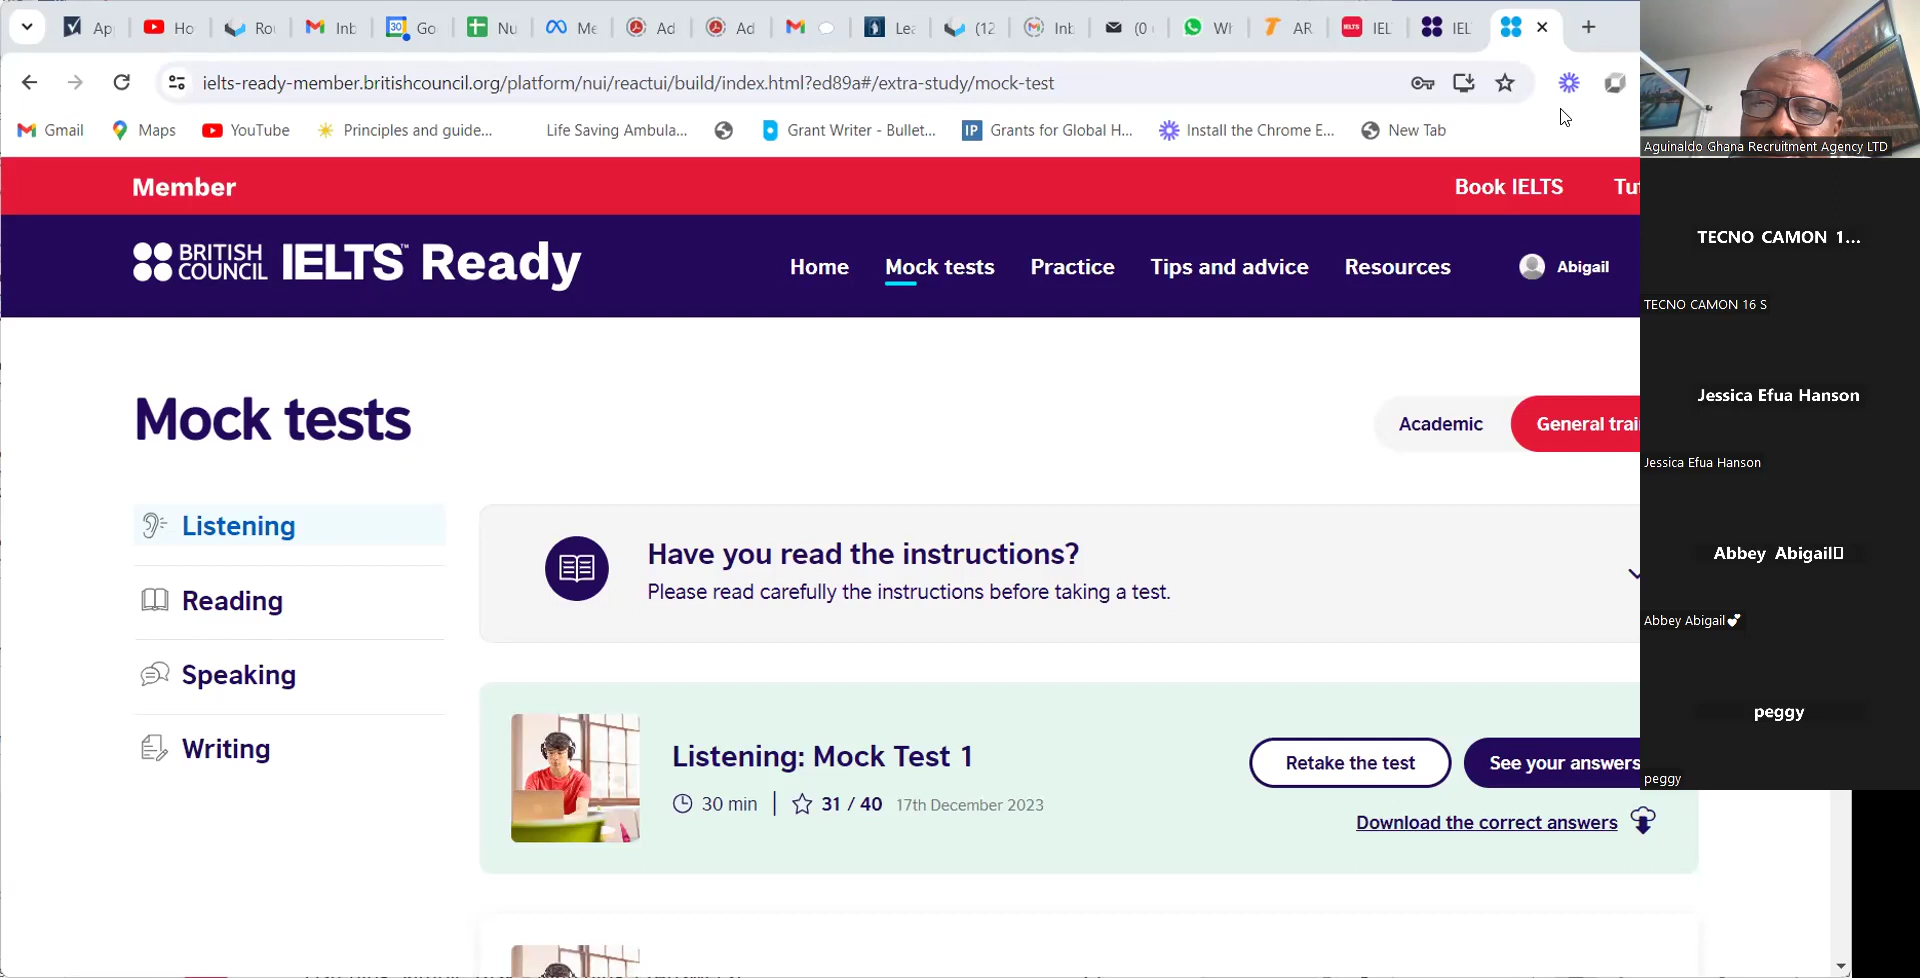 Ap
Ho
Ro
Inb
30
Go
Nu
Me
Ad
Ad
Lea
(12
Inb
(0
Wh
AR
IELTS
IEL
IEL
ielts-ready-member.britishcouncil.org/platform/nui/reactui/build/index.html?ed89a#/extra-study/mock-test
Gmail
Maps
YouTube
Principles and guide...
Life Saving Ambula...
Grant Writer - Bullet...
IP
Grants for Global H...
Install the Chrome E...
New Tab
Member
Book IELTS
BRITISH
COUNCIL
IELTS™ Ready
Home
Mock tests
Practice
Tips and advice
Resources
Abigail
Mock tests
Academic
General trai
Listening
Reading
Speaking
Writing
Have you read the instructions?
Please read carefully the instructions before taking a test.
Listening: Mock Test 1
30 min
31 / 40
17th December 2023
Retake the test
See your answers
Download the correct answers
Aguinaldo Ghana Recruitment Agency LTD
TECNO CAMON 1...
TECNO CAMON 16 S
Jessica Efua Hanson
Jessica Efua Hanson
Abbey Abigail
Abbey Abigail💕
peggy
peggy